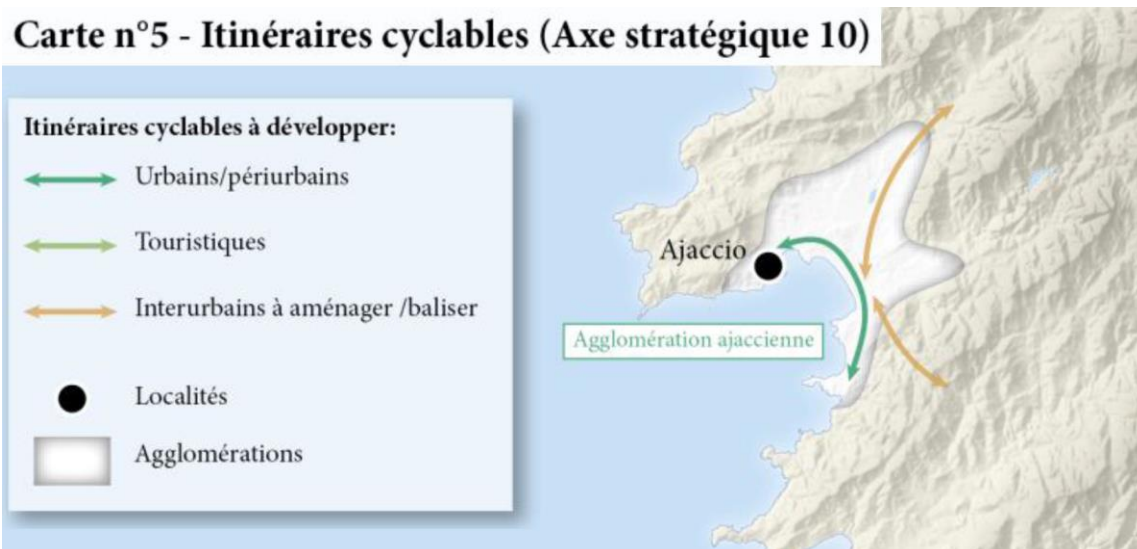 Carte n°5 - Itinéraires cyclables (Axe stratégique 10)
Itinéraires cyclables à développer:
Urbains/périurbains
Touristiques
Interurbains à aménager /baliser
Localités
Agglomérations
Ajaccio
Agglomération ajaccienne